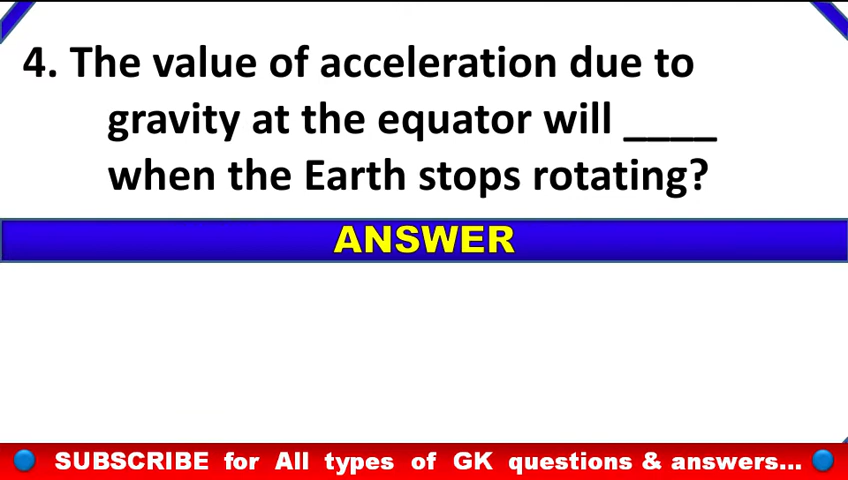 4. The value of acceleration due to
gravity at the equator will ____
when the Earth stops rotating?
ANSWER
SUBSCRIBE for All types of GK questions & answers...